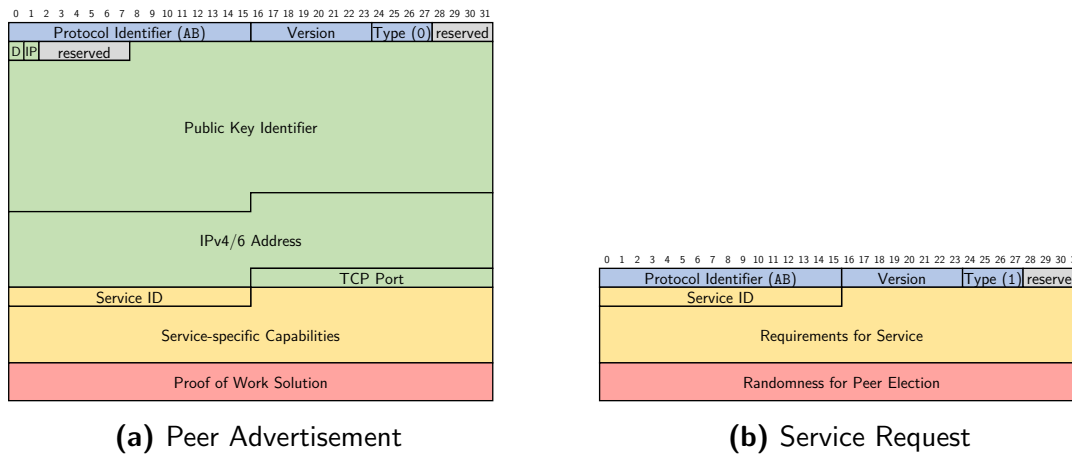 0 1 2 3 4 5 6 7 8 9 10 11 12 13 14 15 16 17 18 19 20 21 22 23 24 25 26 27 28 29 30 31
Protocol Identifier (AB) Version Type (0) reserved
D IP reserved
Public Key Identifier
IPv4/6 Address
TCP Port
Service ID
Service-specific Capabilities
Proof of Work Solution
(a) Peer Advertisement
0 1 2 3 4 5 6 7 8 9 10 11 12 13 14 15 16 17 18 19 20 21 22 23 24 25 26 27 28 29 30
Protocol Identifier (AB) Version Type (1)
Service ID
Requirements for Service
Randomness for Peer Election
(b) Service Request